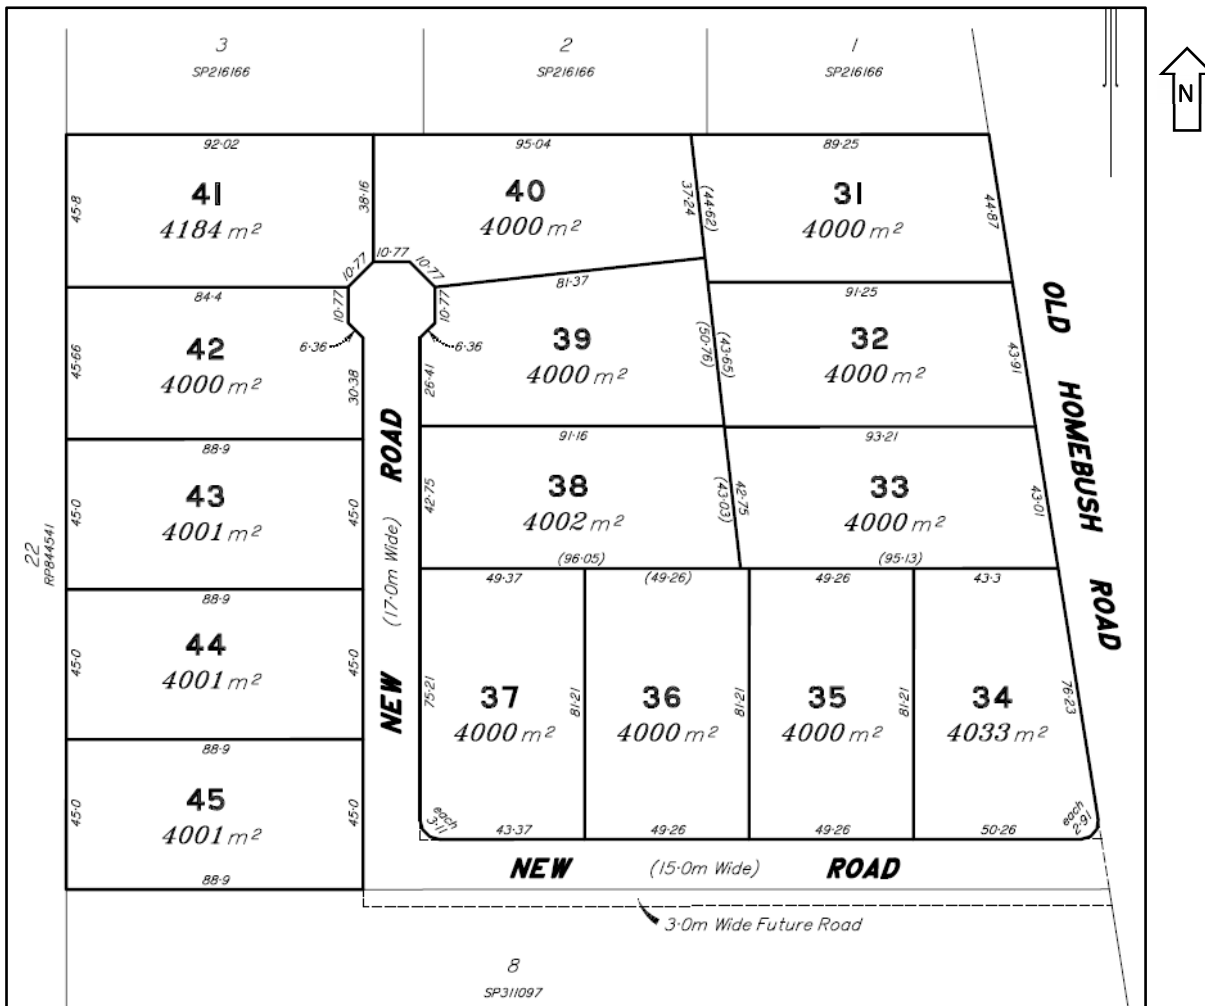 3
SP216166
2
SP216166
1
SP216166
N
92·02
95·04
89·25
41
4184 m²
45·8
38·16
40
4000 m²
37·24
(44·62)
31
4000 m²
44·87
10·77
10·77
10·77
84·4
81·37
91·25
10·77
10·77
6·36
6·36
42
4000 m²
45·66
30·38
39
4000 m²
26·41
(50·76)
(43·65)
32
4000 m²
43·91
OLD HOMEBUSH ROAD
88·9
91·16
93·21
43
4001 m²
45·0
45·0
38
4002 m²
42·75
(43·03)
42·75
33
4000 m²
43·01
(96·05)
(95·13)
22
RP844541
NEW (17·0m Wide) ROAD
88·9
49·37
(49·26)
49·26
43·3
44
4001 m²
45·0
45·0
37
4000 m²
75·21
81·21
36
4000 m²
81·21
35
4000 m²
81·21
34
4033 m²
76·23
88·9
45
4001 m²
45·0
45·0
each
3·11
43·37
49·26
49·26
50·26
each
2·91
88·9
NEW (15·0m Wide) ROAD
3·0m Wide Future Road
8
SP311097